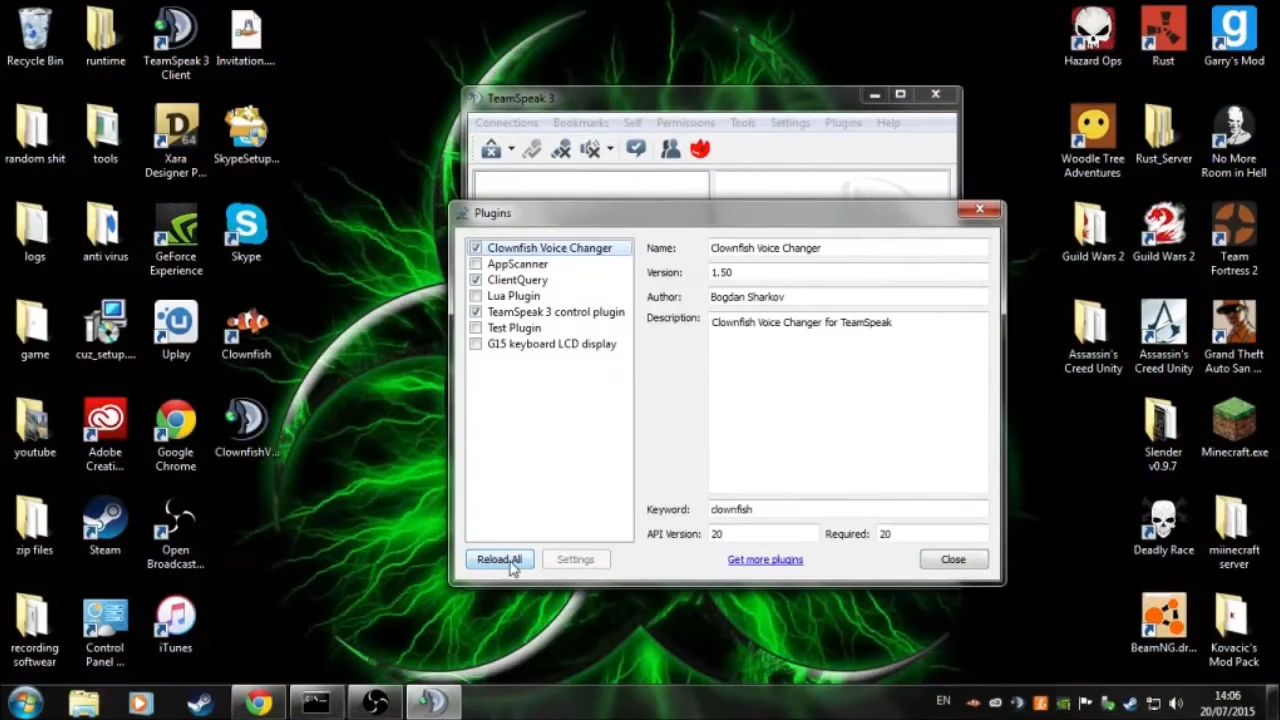 Recycle Bin
runtime
TeamSpeak 3
Client
Invitation....
random shit
tools
Xara
Designer P...
SkypeSetup...
logs
anti virus
GeForce
Experience
Skype
game
cuz_setup....
Uplay
Clownfish
youtube
Adobe
Creati...
Google
Chrome
ClownfishV...
zip files
Steam
Open
Broadcast...
recording
softwear
Control
Panel ...
iTunes
TeamSpeak 3
Connections Bookmarks Self Permissions Tools Settings Plugins Help
Plugins
Clownfish Voice Changer
AppScanner
ClientQuery
Lua Plugin
TeamSpeak 3 control plugin
Test Plugin
G15 keyboard LCD display
Name: Clownfish Voice Changer
Version: 1.50
Author: Bogdan Sharkov
Description: Clownfish Voice Changer for TeamSpeak
Keyword: clownfish
API Version: 20 Required: 20
Reload All Settings Get more plugins Close
Hazard Ops
Rust
Garry's Mod
Woodle Tree
Adventures
Rust_Server
No More
Room in Hell
Guild Wars 2
Guild Wars 2
Team
Fortress 2
Assassin's
Creed Unity
Assassin's
Creed Unity
Grand Theft
Auto San ...
Slender
v0.9.7
Minecraft.exe
Deadly Race
miinecraft
server
BeamNG.dr...
Kovacic's
Mod Pack
EN
14:06
20/07/2015